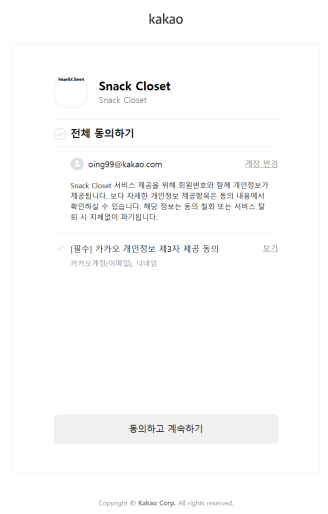 kakao
SnackCloset
Snack Closet
Snack Closet
전체 동의하기
oing99@kakao.com
계정 변경
Snack Closet 서비스 제공을 위해 회원번호와 함께 개인정보가
제공됩니다. 보다 자세한 개인정보 제공항목은 동의 내용에서
확인하실 수 있습니다. 해당 정보는 동의 철회 또는 서비스 탈
퇴 시 지체없이 파기됩니다.
[필수] 카카오 개인정보 제3자 제공 동의
보기
카카오계정(이메일), 닉네임
동의하고 계속하기
Copyright © Kakao Corp. All rights reserved.